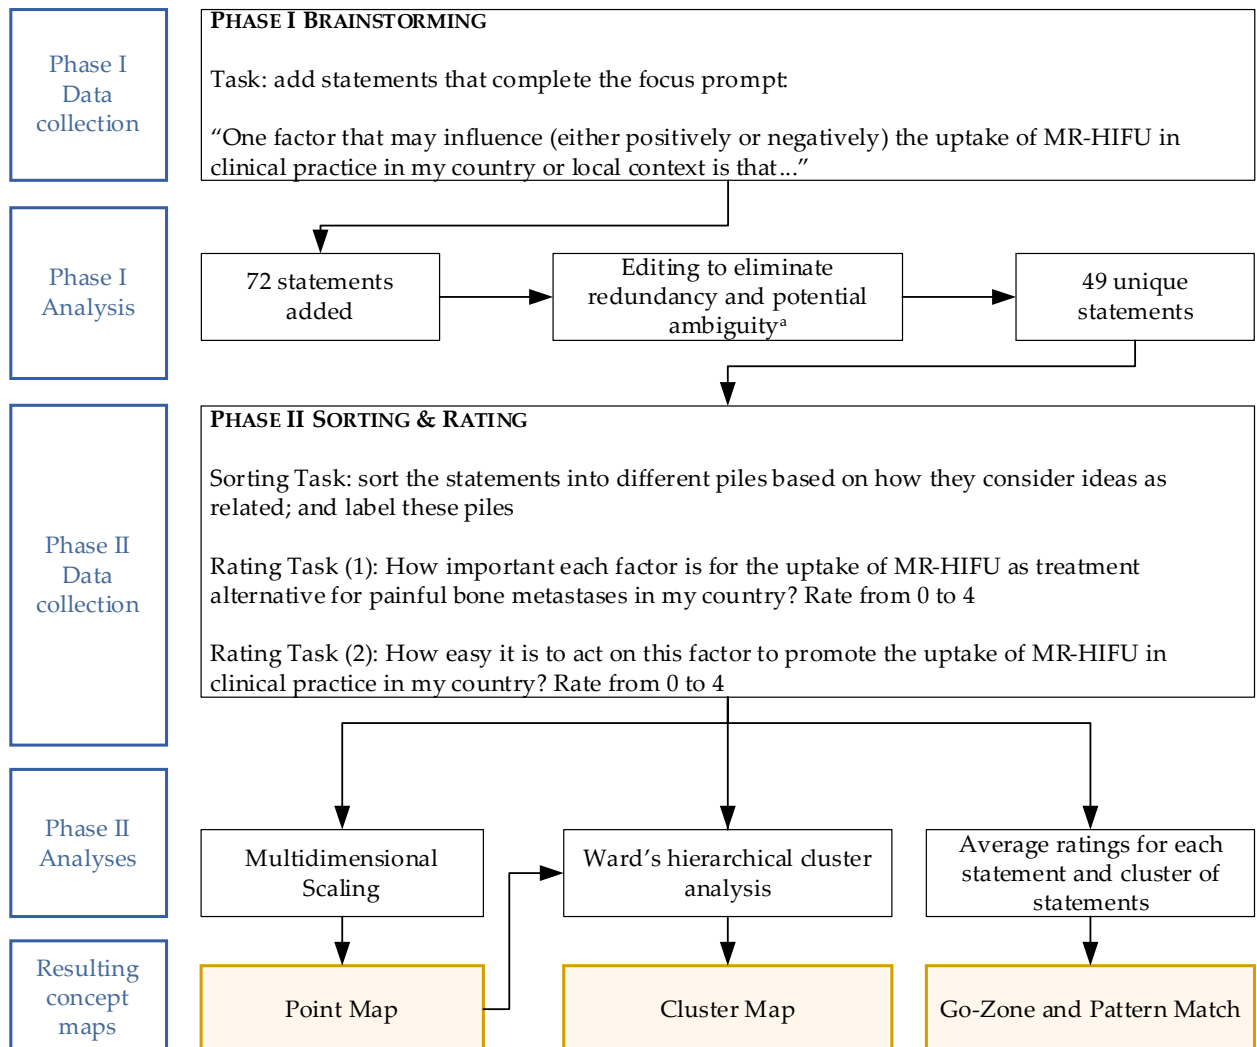 Phase I
Data
collection
PHASE I BRAINSTORMING
Task: add statements that complete the focus prompt:
“One factor that may influence (either positively or negatively) the uptake of MR-HIFU in
clinical practice in my country or local context is that...”
Phase I
Analysis
72 statements
added
Editing to eliminate
redundancy and potential
ambiguityᵃ
49 unique
statements
Phase II
Data
collection
PHASE II SORTING & RATING
Sorting Task: sort the statements into different piles based on how they consider ideas as
related; and label these piles
Rating Task (1): How important each factor is for the uptake of MR-HIFU as treatment
alternative for painful bone metastases in my country? Rate from 0 to 4
Rating Task (2): How easy it is to act on this factor to promote the uptake of MR-HIFU in
clinical practice in my country? Rate from 0 to 4
Phase II
Analyses
Multidimensional
Scaling
Ward’s hierarchical cluster
analysis
Average ratings for each
statement and cluster of
statements
Resulting
concept
maps
Point Map
Cluster Map
Go-Zone and Pattern Match